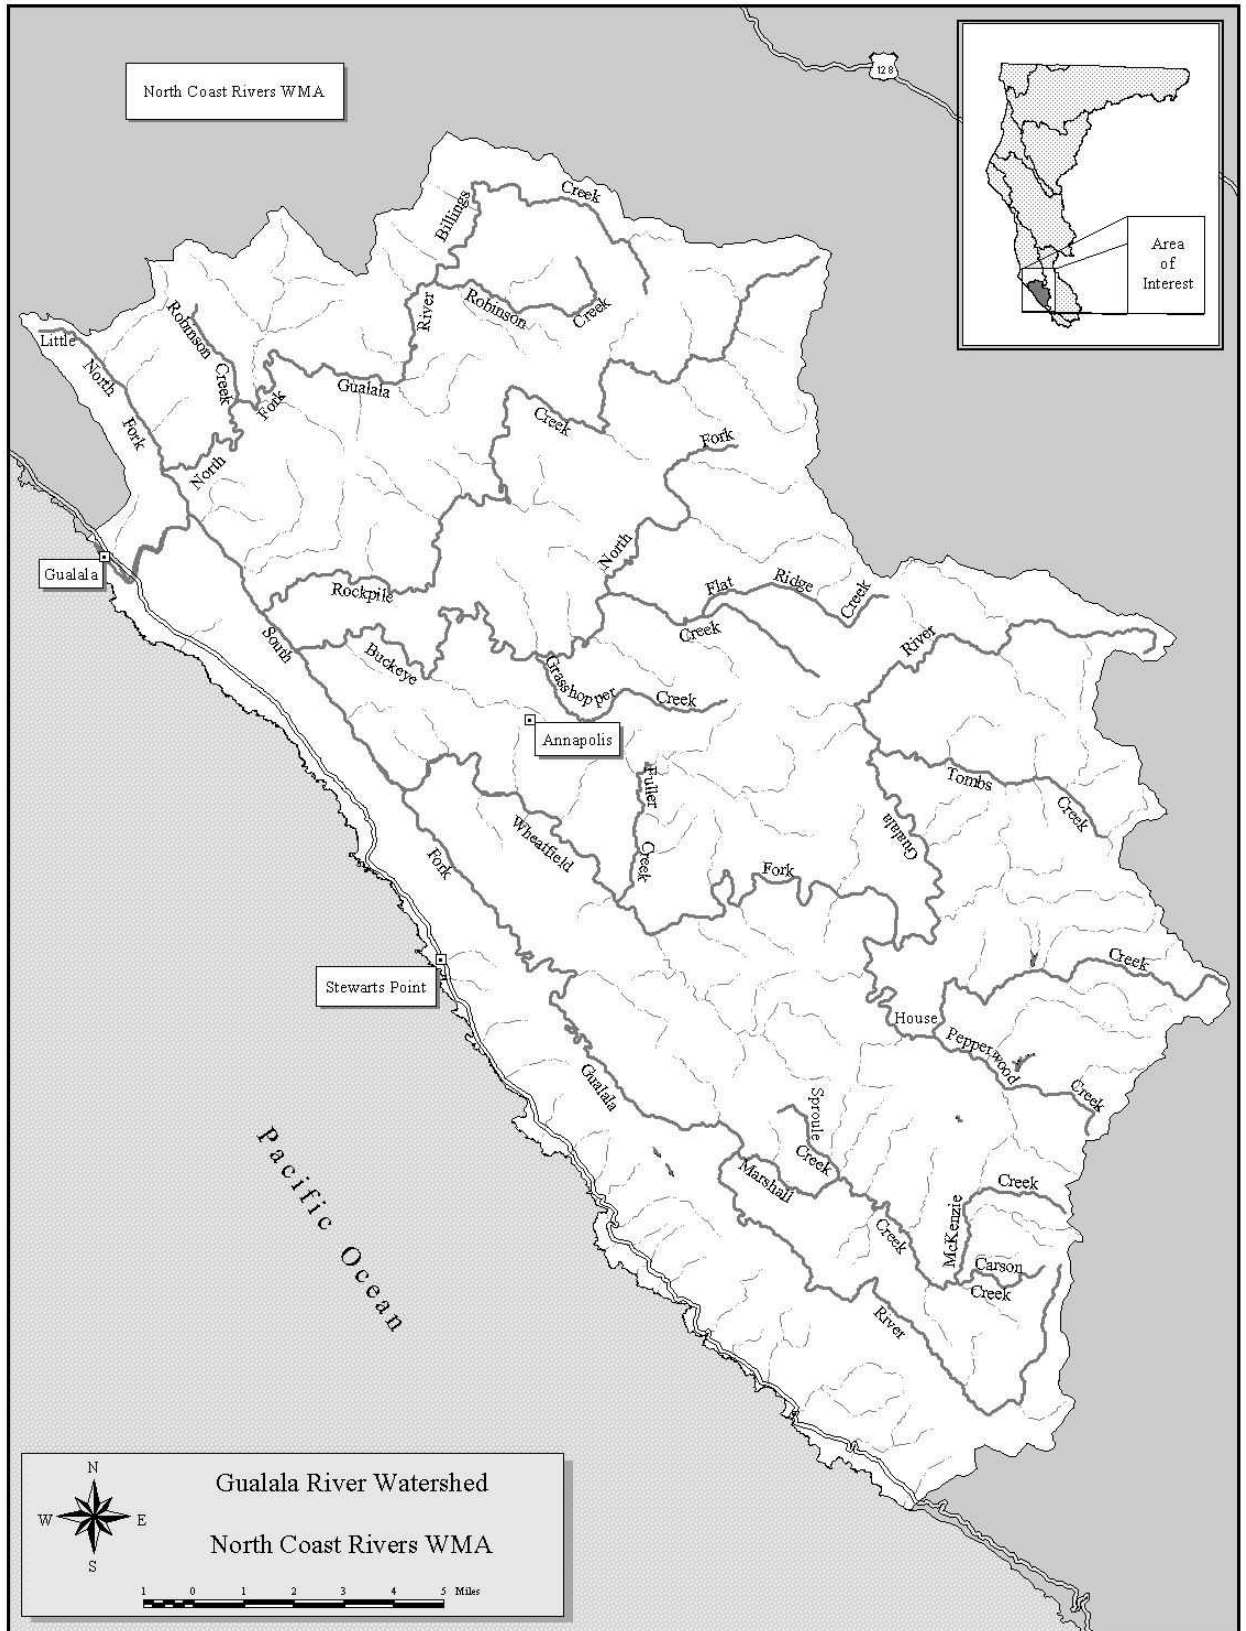 North Coast Rivers WMA
128
Area
of
Interest
Billings
Creek
River
Robinson
Creek
Robinson
Creek
Little
North
Fork
North
Fork
Gualala
Creek
Fork
North
Rockpile
Flat
Ridge
Creek
Creek
River
Gualala
South
Buckeye
Grasshopper
Creek
Annapolis
Tombs
Creek
Fuller
Creek
Gualala
Wheatfield
Fork
Fork
Stewarts Point
Creek
House
Pepperwood
Creek
Gualala
Sproule
Creek
Marshall
Creek
McKenzie
Creek
Carson
Creek
River
Pacific Ocean
Gualala River Watershed
North Coast Rivers WMA
N
W
E
S
1 0 1 2 3 4 5 Miles